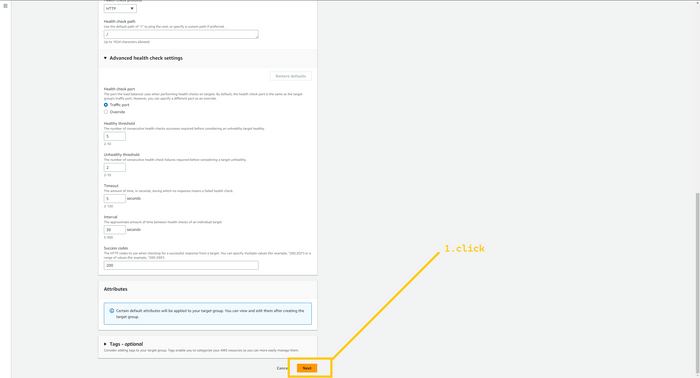 HTTP
Health check path
Use the default path of "/" to ping the root, or specify a custom path if preferred.
/
Up to 1024 characters allowed.
▼ Advanced health check settings
Restore defaults
Health check port
The port the load balancer uses when performing health checks on targets. By default, the health check port is the same as the target
group's traffic port. However, you can specify a different port as an override.
Traffic port
Override
Healthy threshold
The number of consecutive health checks successes required before considering an unhealthy target healthy.
5
2-10
Unhealthy threshold
The number of consecutive health check failures required before considering a target unhealthy.
2
2-10
Timeout
The amount of time, in seconds, during which no response means a failed health check.
5
seconds
2-120
Interval
The approximate amount of time between health checks of an individual target
30
seconds
5-300
Success codes
The HTTP codes to use when checking for a successful response from a target. You can specify multiple values (for example, "200,202") or a
range of values (for example, "200-299").
200
1.click
Attributes
Certain default attributes will be applied to your target group. You can view and edit them after creating the
target group.
► Tags - optional
Consider adding tags to your target group. Tags enable you to categorize your AWS resources so you can more easily manage them.
Cance
Next